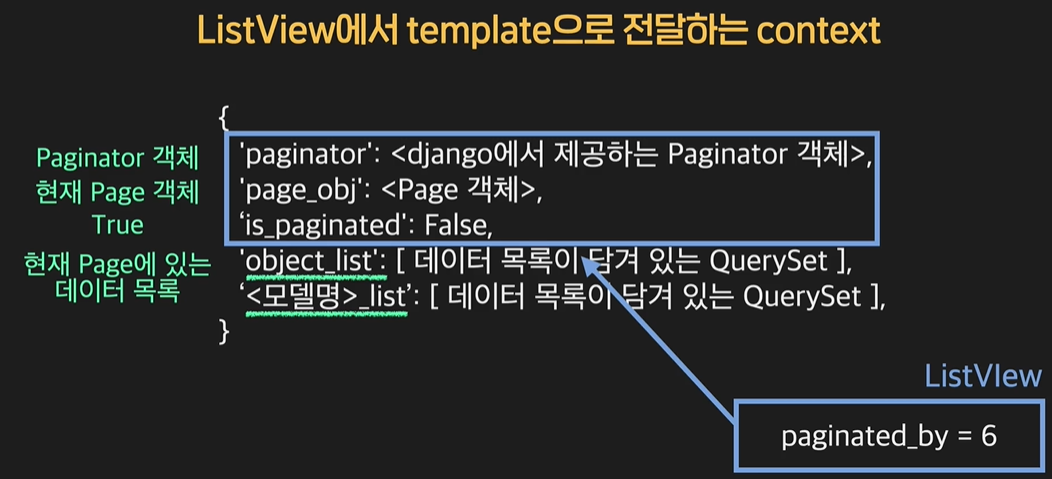 ListView에서 template으로 전달하는 context
{
Paginator 객체 'paginator': <django에서 제공하는 Paginator 객체>,
현재 Page 객체 'page_obj': <Page 객체>,
True ‘is_paginated': False,
현재 Page에 있는 'object_list': [ 데이터 목록이 담겨 있는 QuerySet ],
데이터 목록 ‘<모델명>_list’: [ 데이터 목록이 담겨 있는 QuerySet ],
}
ListVIew
paginated_by = 6